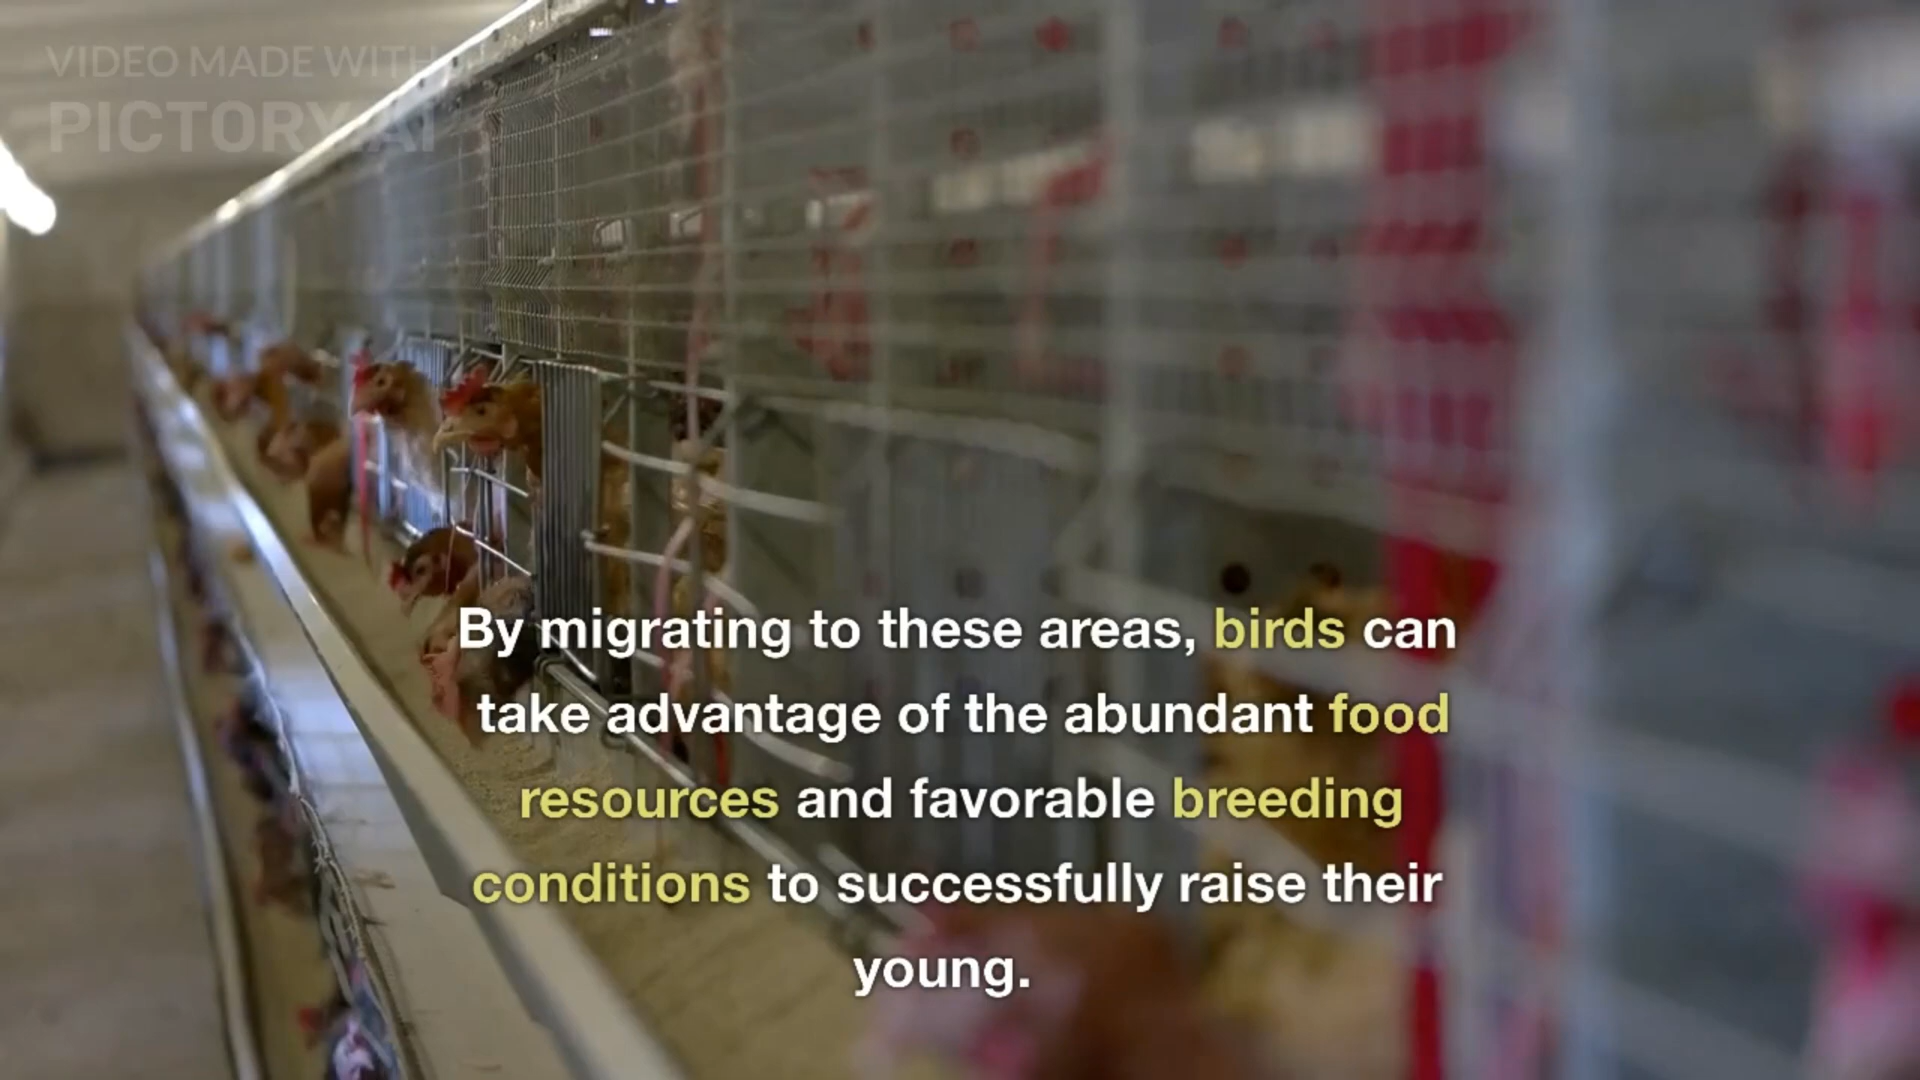 VIDEO MADE WITH
PICTORY.AI
By migrating to these areas, birds can
take advantage of the abundant food
resources and favorable breeding
conditions to successfully raise their
young.